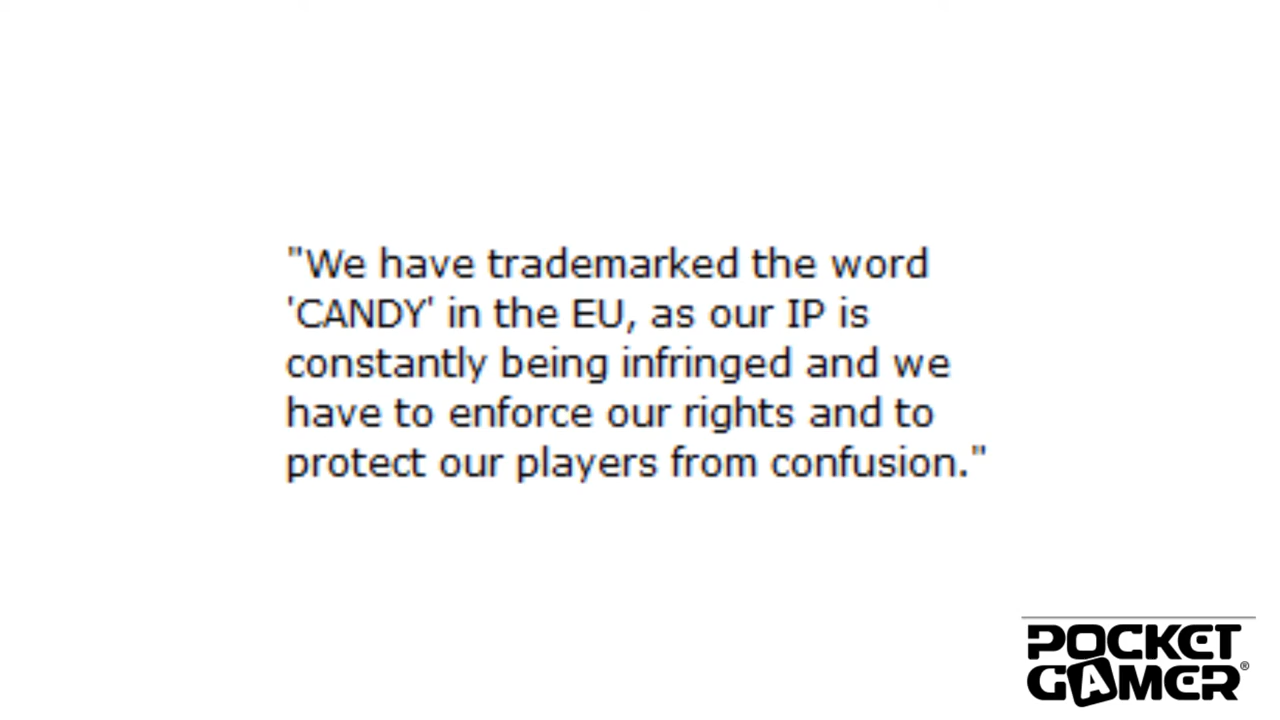 "We have trademarked the word
'CANDY' in the EU, as our IP is
constantly being infringed and we
have to enforce our rights and to
protect our players from confusion."
POCKET
GAMER®